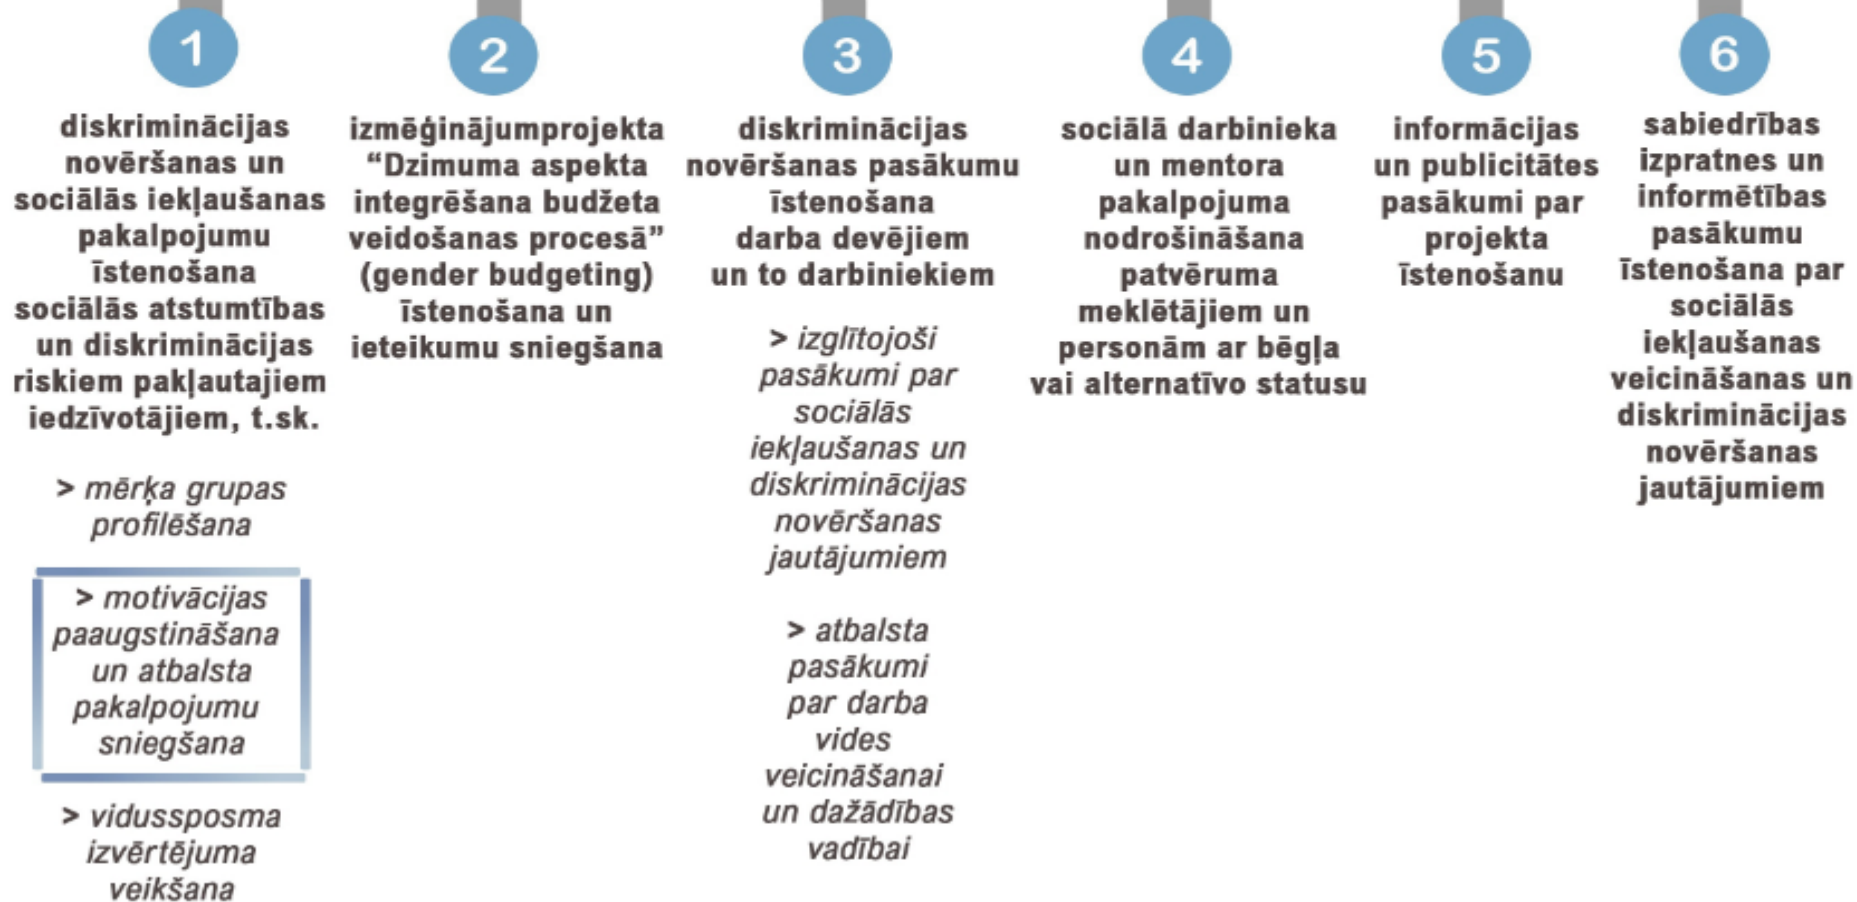 1
diskriminācijas
novēršanas un
sociālās iekļaušanas
pakalpojumu
īstenošana
sociālās atstumtības
un diskriminācijas
riskiem pakļautajiem
iedzīvotājiem, t.sk.
> mērķa grupas
profilēšana
> motivācijas
paaugstināšana
un atbalsta
pakalpojumu
sniegšana
> vidussposma
izvērtējuma
veikšana
2
izmēģinājumprojekta
“Dzimuma aspekta
integrēšana budžeta
veidošanas procesā”
(gender budgeting)
īstenošana un
ieteikumu sniegšana
3
diskriminācijas
novēršanas pasākumu
īstenošana
darba devējiem
un to darbiniekiem
> izglītojoši
pasākumi par
sociālās
iekļaušanas un
diskriminācijas
novēršanas
jautājumiem
> atbalsta
pasākumi
par darba
vides
veicināšanai
un dažādības
vadībai
4
sociālā darbinieka
un mentora
pakalpojuma
nodrošināšana
patvēruma
meklētājiem un
personām ar bēgļa
vai alternatīvo statusu
5
informācijas
un publicitātes
pasākumi par
projekta
īstenošanu
6
sabiedrības
izpratnes un
informētības
pasākumu
īstenošana par
sociālās
iekļaušanas
veicināšanas un
diskriminācijas
novēršanas
jautājumiem